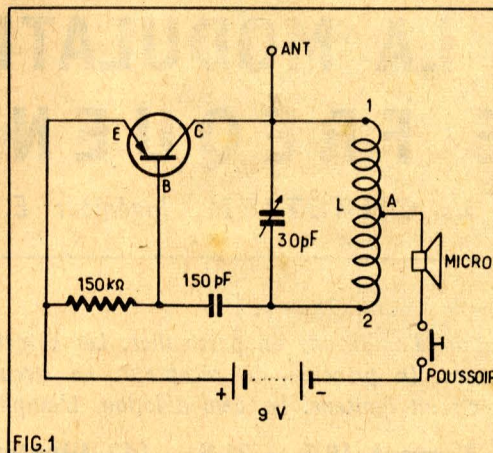 ANT
1
E
C
B
L
A
30pF
MICRO
150kΩ
150pF
2
POUSSOIR
+
-
9 V
FIG.1